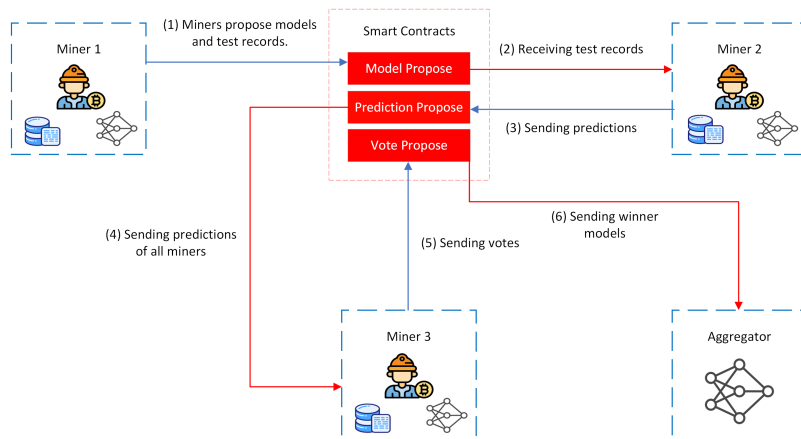 (1) Miners propose models
and test records.
Smart Contracts
Miner 1
Model Propose
(2) Receiving test records
Miner 2
Prediction Propose
(3) Sending predictions
Vote Propose
(4) Sending predictions
of all miners
(5) Sending votes
(6) Sending winner
models
Miner 3
Aggregator